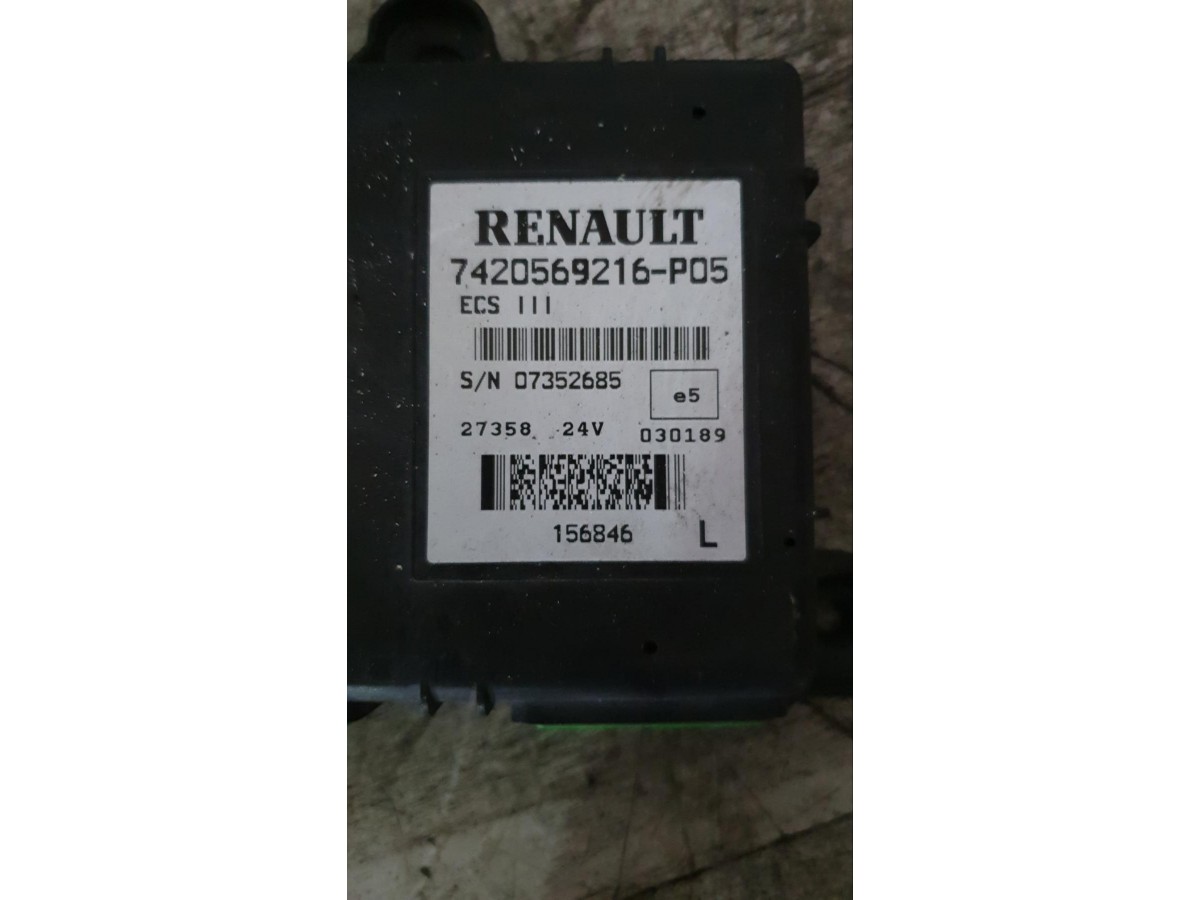 RENAULT
7420569216-P05
ECS III
S/N 07352685
e5
27358 24V 030189
156846 L